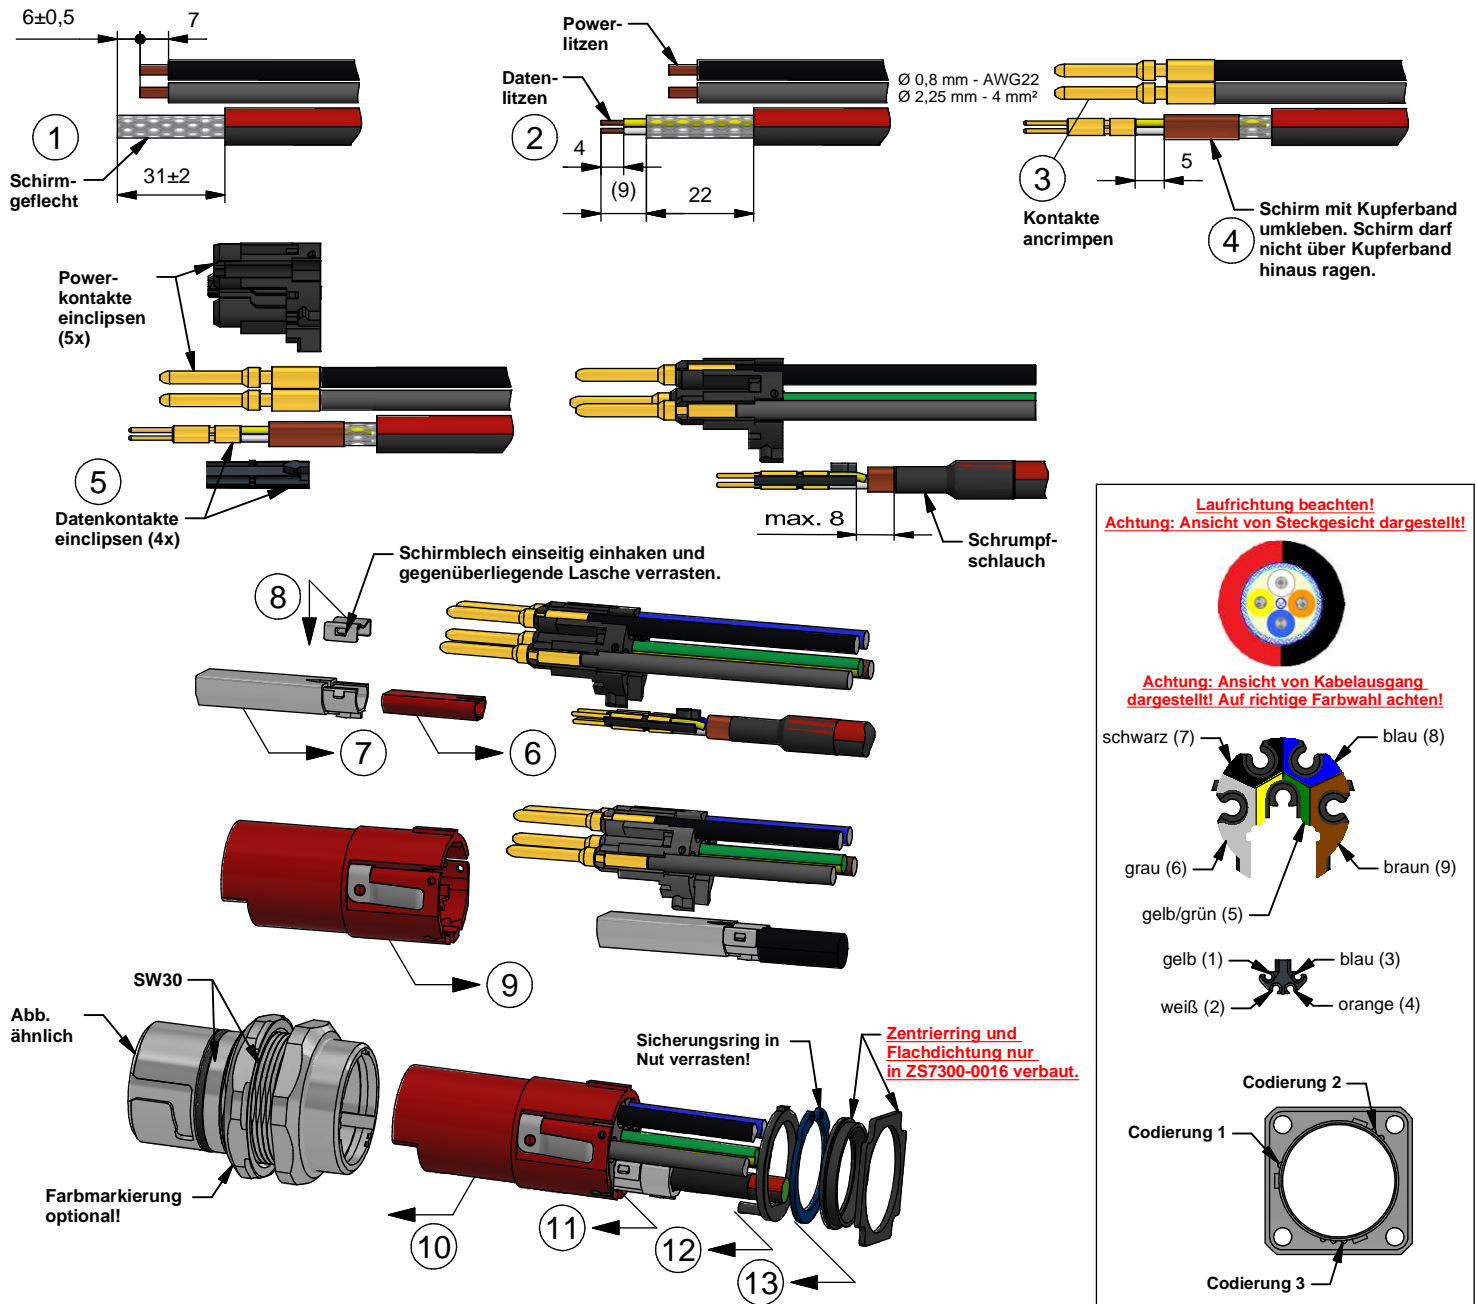 6±0,5
7
1
Schirm-
geflecht
31±2
Power-
litzen
Daten-
litzen
Ø 0,8 mm - AWG22
Ø 2,25 mm - 4 mm²
2
4
(9)
22
3
Kontakte
ancrimpen
5
4
Schirm mit Kupferband
umkleben. Schirm darf
nicht über Kupferband
hinaus ragen.
Power-
kontakte
einclipsen
(5x)
5
Datenkontakte
einclipsen (4x)
max. 8
Schrumpf-
schlauch
8
Schirmblech einseitig einhaken und
gegenüberliegende Lasche verrasten.
7
6
9
SW30
Abb.
ähnlich
Farbmarkierung
optional!
Sicherungsring in
Nut verrasten!
Zentrierring und
Flachdichtung nur
in ZS7300-0016 verbaut.
10
11
12
13
Laufrichtung beachten!
Achtung: Ansicht von Steckgesicht dargestellt!
Achtung: Ansicht von Kabelausgang
dargestellt! Auf richtige Farbwahl achten!
schwarz (7)
blau (8)
grau (6)
braun (9)
gelb/grün (5)
gelb (1)
blau (3)
weiß (2)
orange (4)
Codierung 2
Codierung 1
Codierung 3